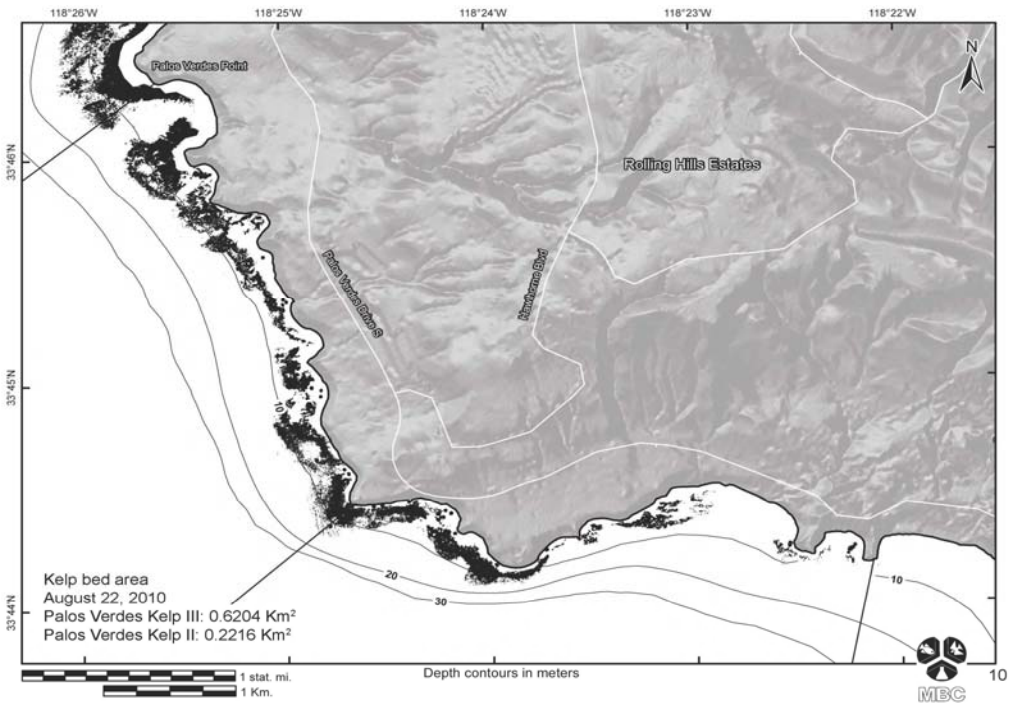 118°26'W 118°25'W 118°24'W 118°23'W 118°22'W
N
Palos Verdes Point
33°46'N
Rolling Hills Estates
Palos Verdes Drive S
Hawhorne Blvd
33°45'N
10
20
30
10
33°44'N
Kelp bed area
August 22, 2010
Palos Verdes Kelp III: 0.6204 Km²
Palos Verdes Kelp II: 0.2216 Km²
1 stat. mi.
1 Km.
Depth contours in meters
MBC
10